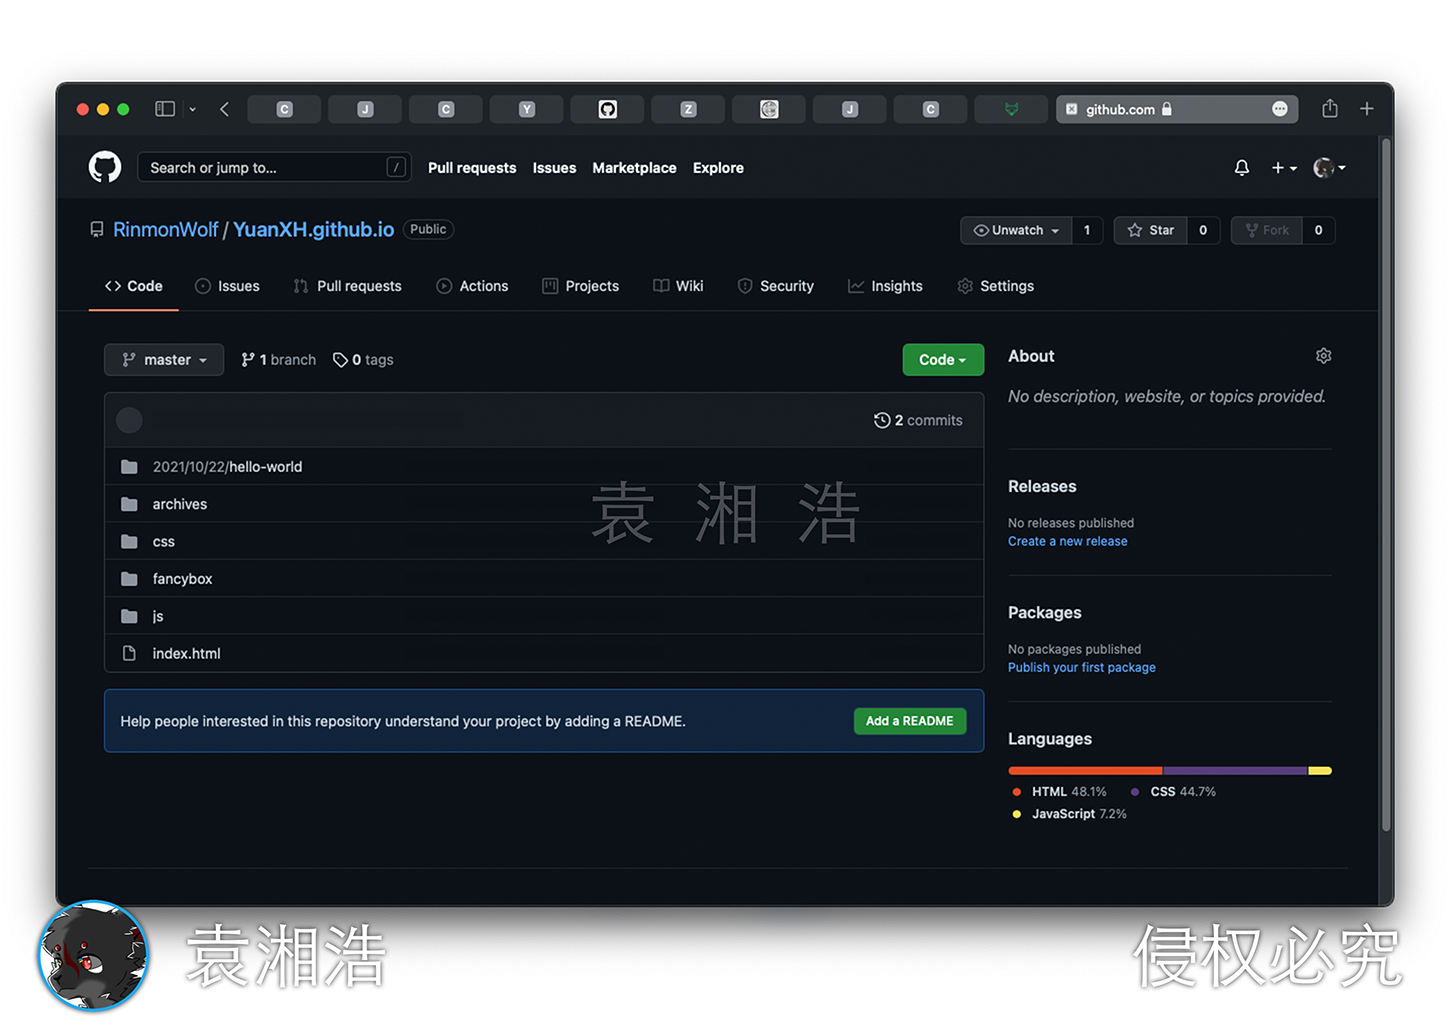 C J C Y Z J C github.com
Search or jump to... / Pull requests Issues Marketplace Explore
RinmonWolf / YuanXH.github.io Public Unwatch 1 Star 0 Fork 0
Code Issues Pull requests Actions Projects Wiki Security Insights Settings
master 1 branch 0 tags Code
2 commits
2021/10/22/hello-world
archives
css
fancybox
js
index.html
袁 湘 浩
Help people interested in this repository understand your project by adding a README. Add a README
About
No description, website, or topics provided.
Releases
No releases published
Create a new release
Packages
No packages published
Publish your first package
Languages
HTML 48.1% CSS 44.7%
JavaScript 7.2%
袁湘浩 侵权必究